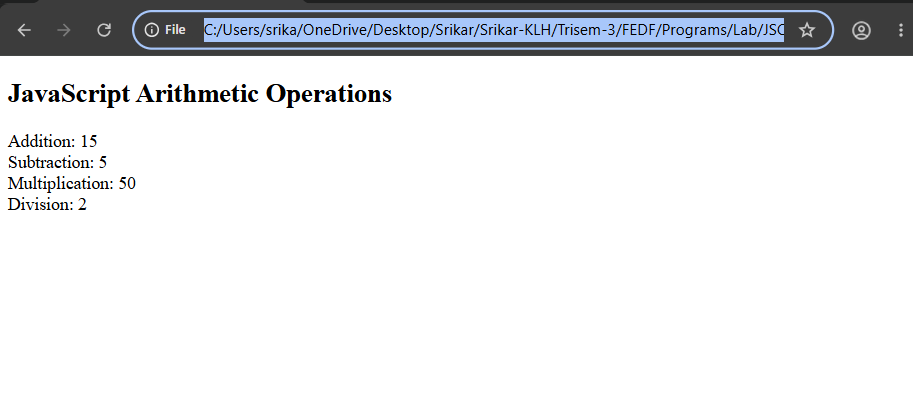 File C:/Users/srika/OneDrive/Desktop/Srikar/Srikar-KLH/Trisem-3/FEDF/Programs/Lab/JSC
JavaScript Arithmetic Operations
Addition: 15
Subtraction: 5
Multiplication: 50
Division: 2